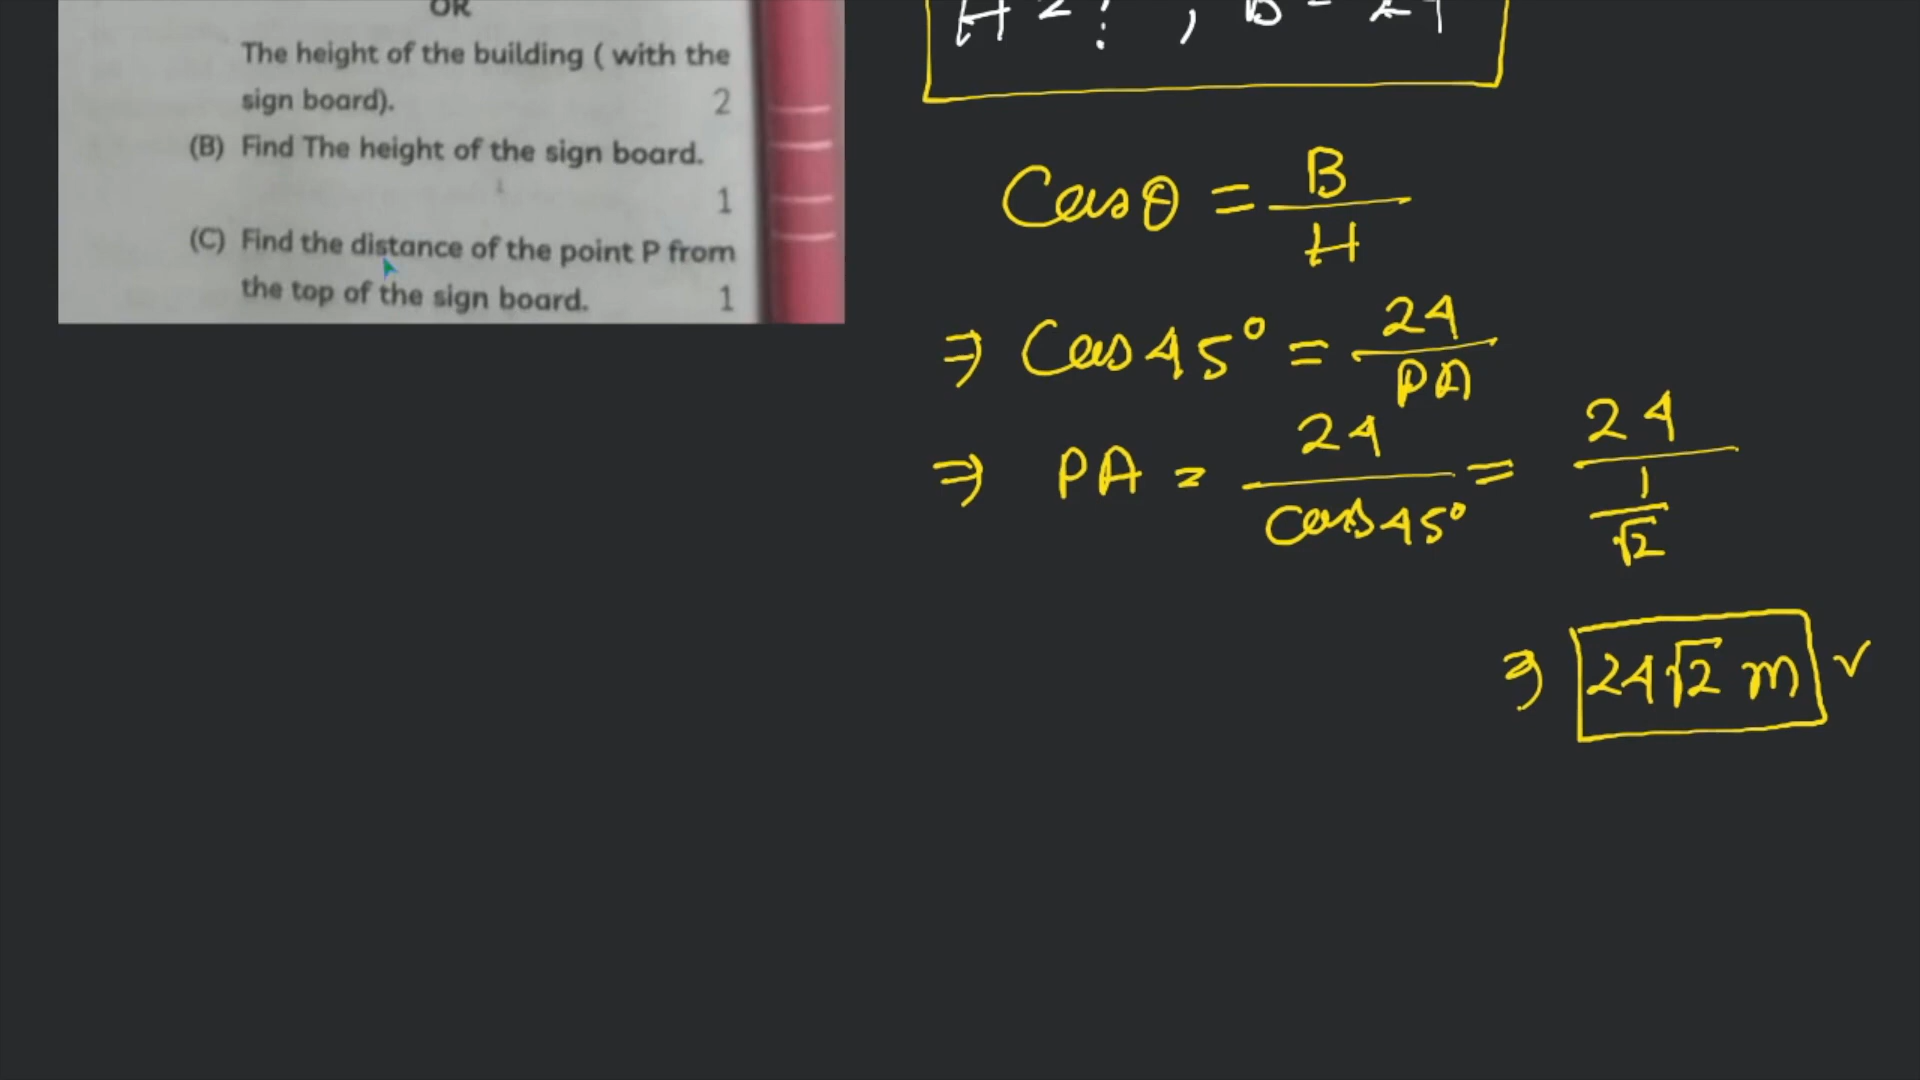 OR
The height of the building ( with the
sign board). 2
(B) Find The height of the sign board.
1
(C) Find the distance of the point P from
the top of the sign board. 1
H = ? , B = 24
Cosθ = B/H
⇒ Cos 45° = 24/PA
⇒ PA = 24/Cos 45° = 24/(1/√2)
⇒ 24√2 m ✓